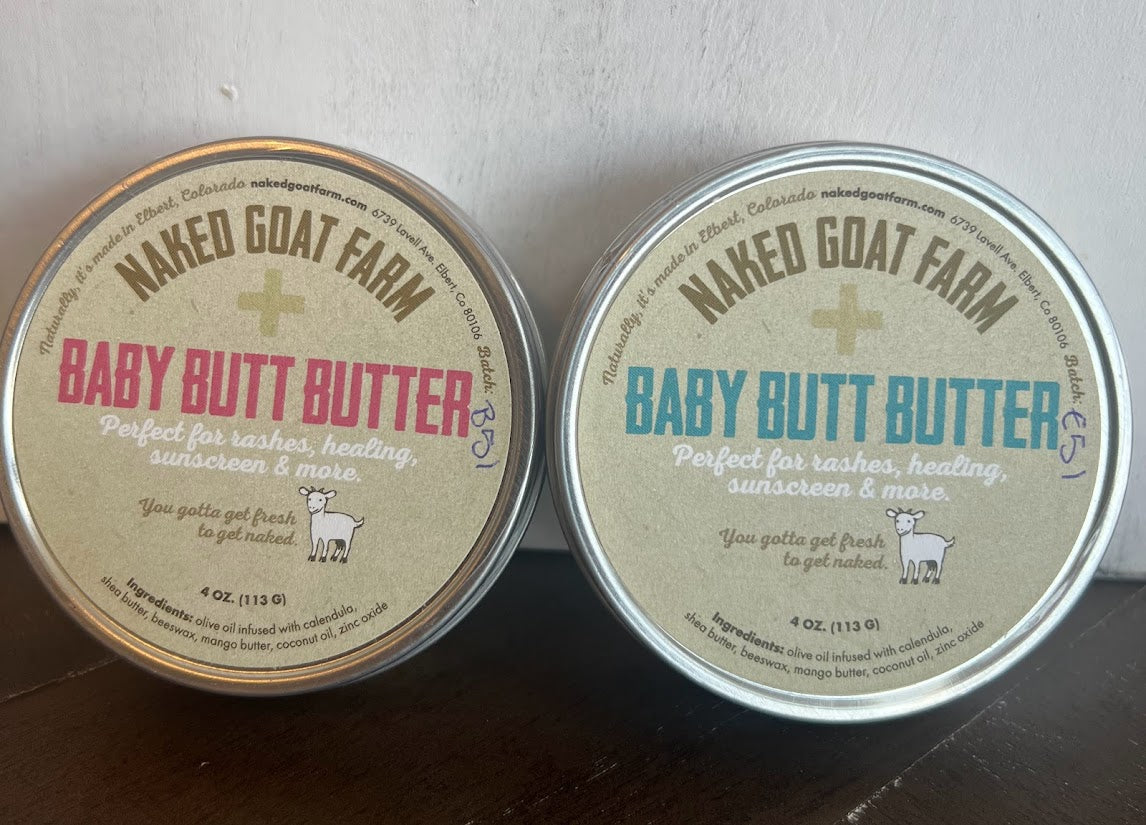 Naturally, it's made in Elbert, Colorado nakedgoatfarm.com 6739 Lovell Ave. Elbert, Co 80106 Batch: B51
NAKED GOAT FARM
BABY BUTT BUTTER
Perfect for rashes, healing,
sunscreen & more.
You gotta get fresh
to get naked.
4 OZ. (113 G)
Ingredients: olive oil infused with calendula,
shea butter, beeswax, mango butter, coconut oil, zinc oxide
Naturally, it's made in Elbert, Colorado nakedgoatfarm.com 6739 Lovell Ave. Elbert, Co 80106 Batch: E51
NAKED GOAT FARM
BABY BUTT BUTTER
Perfect for rashes, healing,
sunscreen & more.
You gotta get fresh
to get naked.
4 OZ. (113 G)
Ingredients: olive oil infused with calendula,
shea butter, beeswax, mango butter, coconut oil, zinc oxide